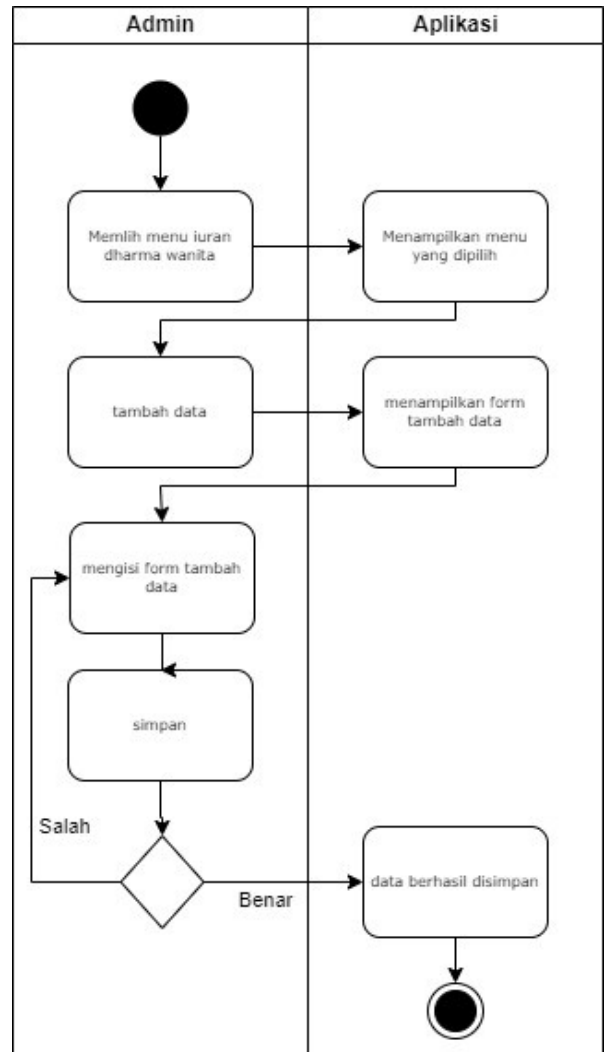 Admin
Aplikasi
Memlih menu iuran
dharma wanita
Menampilkan menu
yang dipilih
tambah data
menampilkan form
tambah data
mengisi form tambah
data
simpan
Salah
Benar
data berhasil disimpan